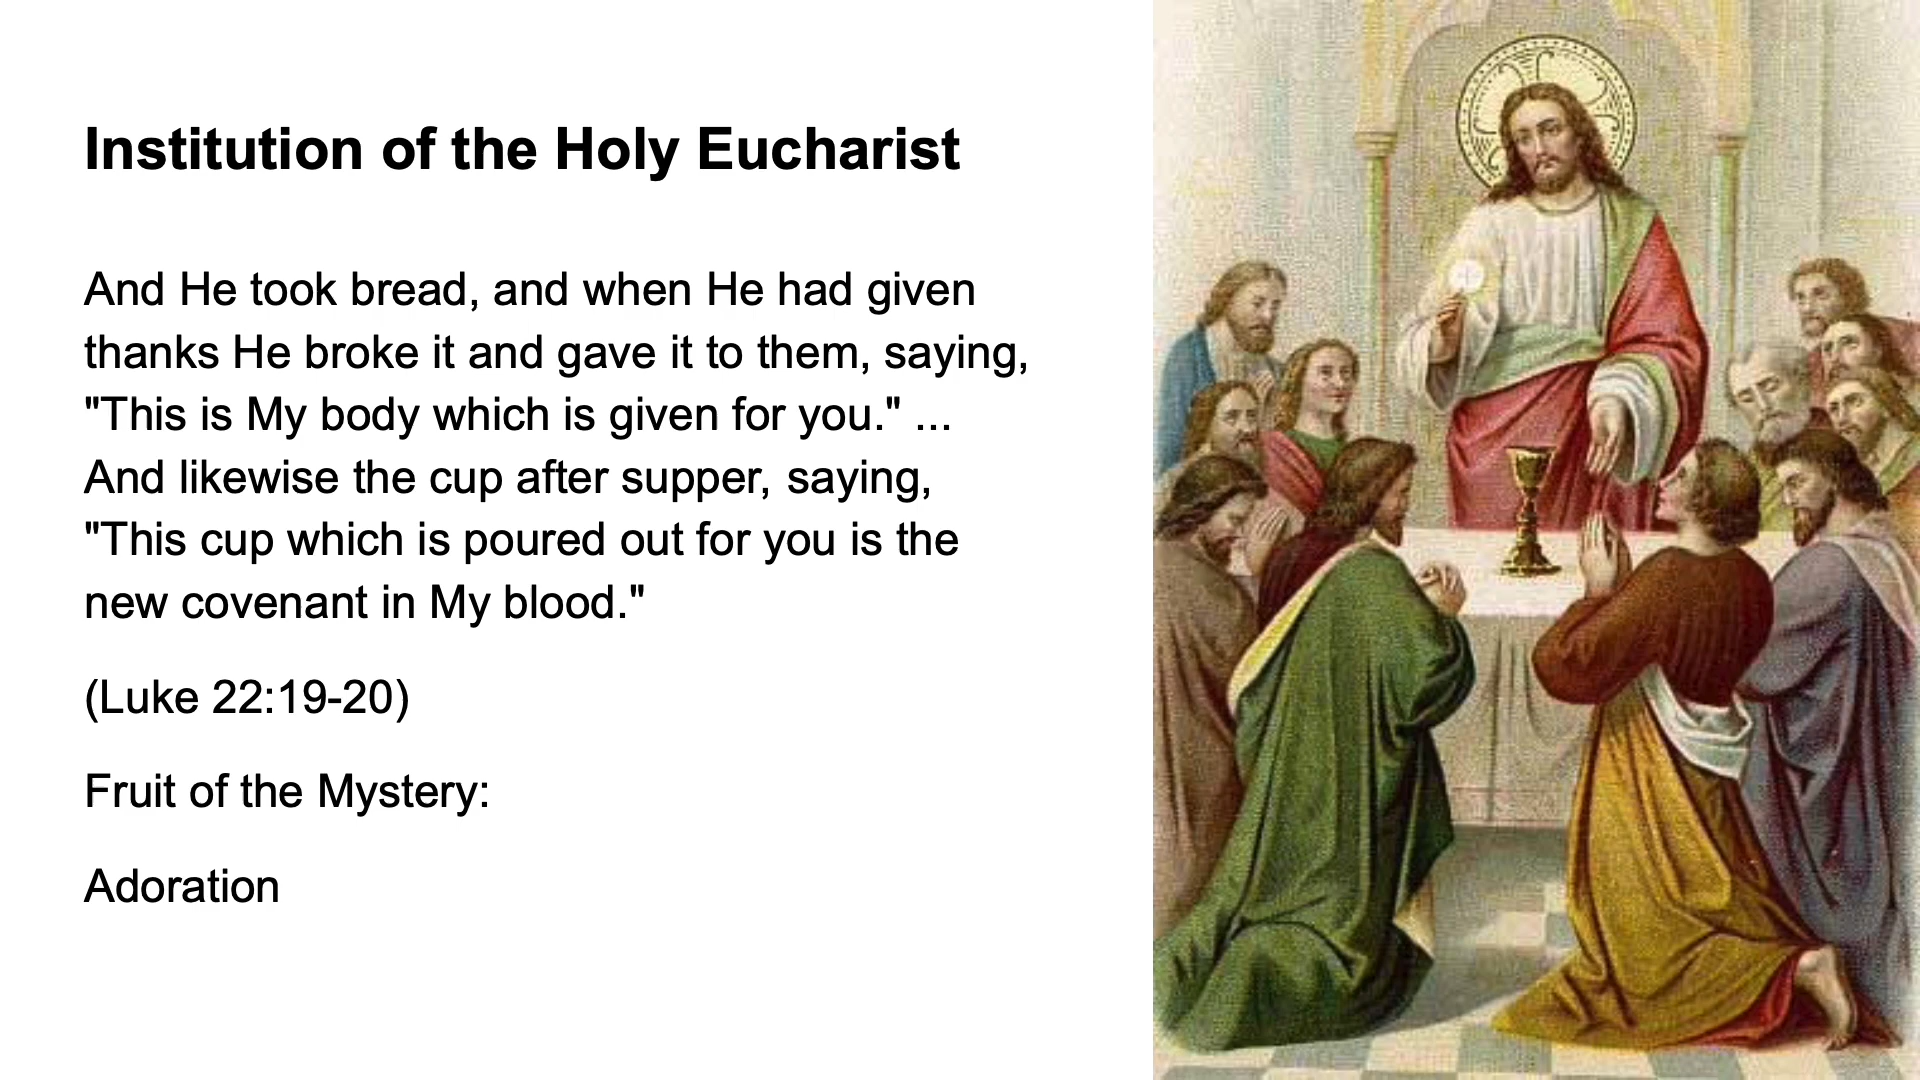 Institution of the Holy Eucharist
And He took bread, and when He had given
thanks He broke it and gave it to them, saying,
"This is My body which is given for you." ...
And likewise the cup after supper, saying,
"This cup which is poured out for you is the
new covenant in My blood."
(Luke 22:19-20)
Fruit of the Mystery:
Adoration